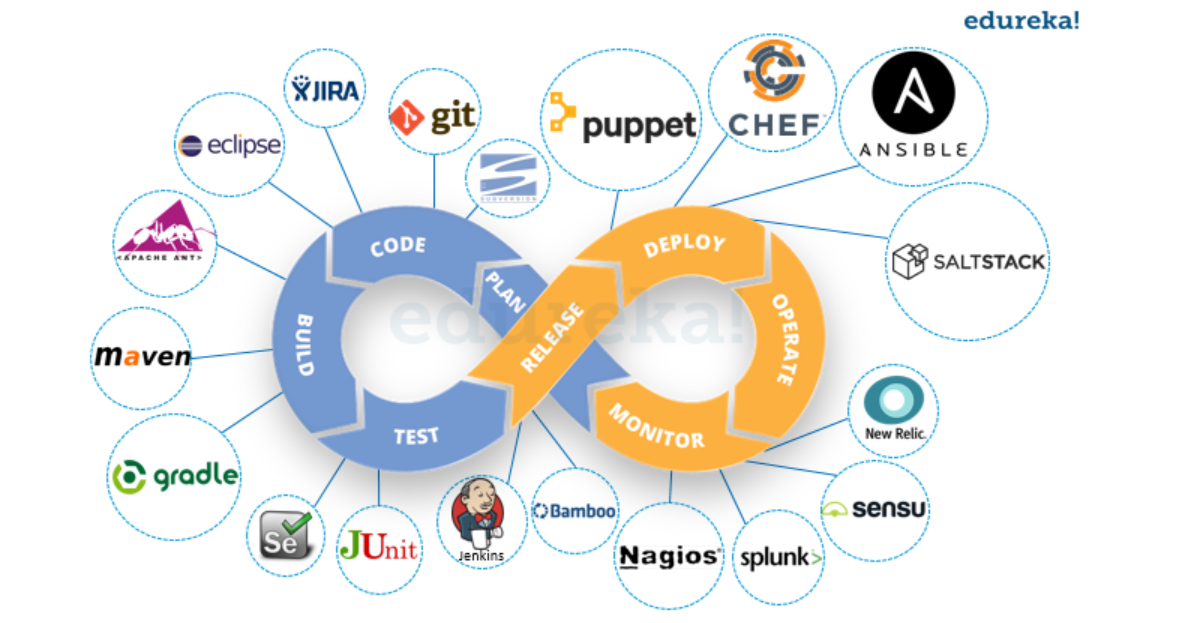 edureka!
JIRA
git
puppet
CHEF
ANSIBLE
eclipse
SUBVERSION
<APACHE ANT>
SALTSTACK
CODE
DEPLOY
PLAN
edureka!
BUILD
RELEASE
OPERATE
maven
TEST
MONITOR
New Relic.
gradle
Se
JUnit
Jenkins
Bamboo
Nagios®
splunk>
sensu